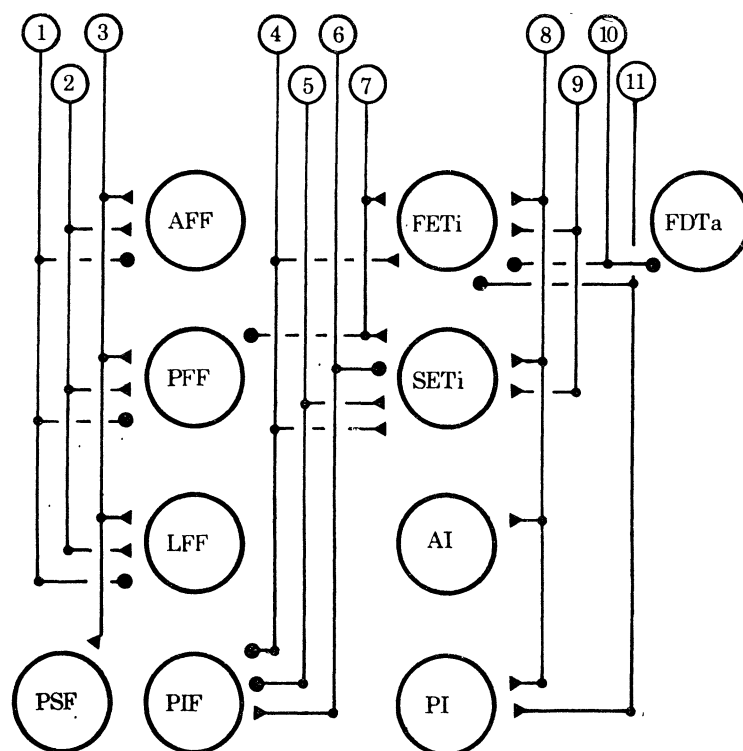 1 3 4 6 8 10
2 5 7 9 11
AFF FETi FDTa
PFF SETi
LFF AI
PSF PIF PI